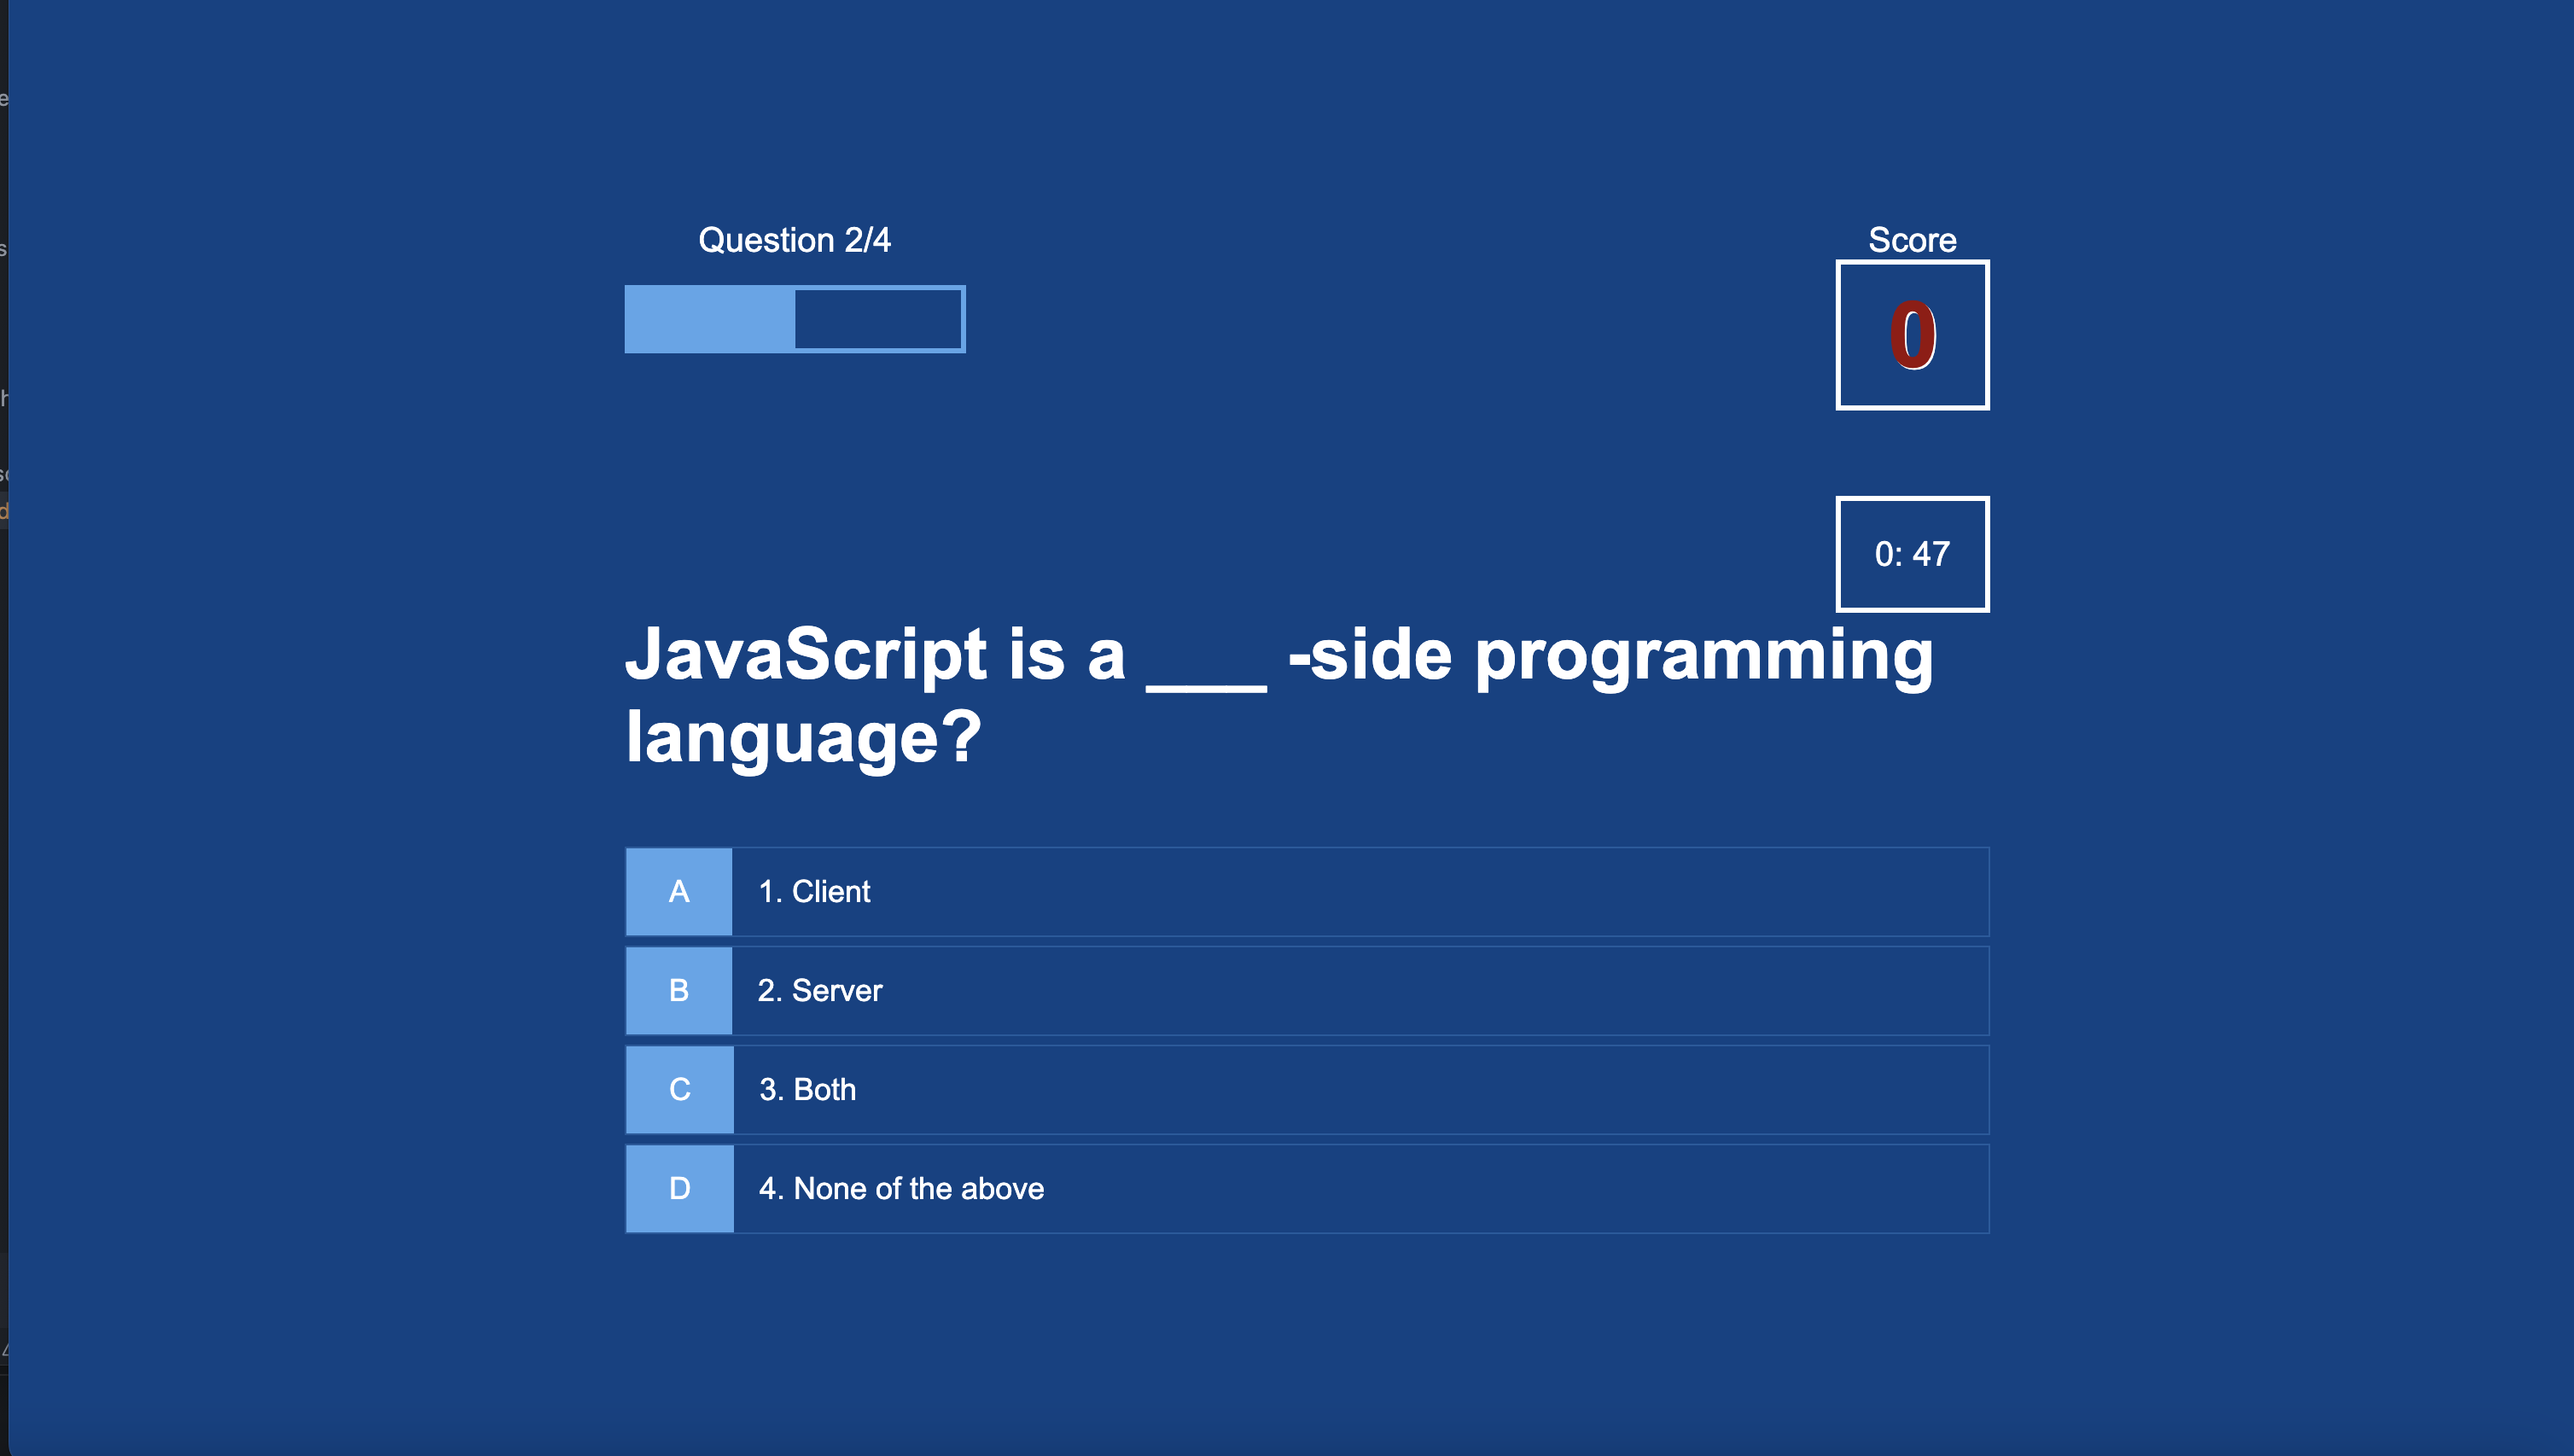 Question 2/4
Score
0
0: 47
JavaScript is a ___ -side programming
language?
A 1. Client
B 2. Server
C 3. Both
D 4. None of the above